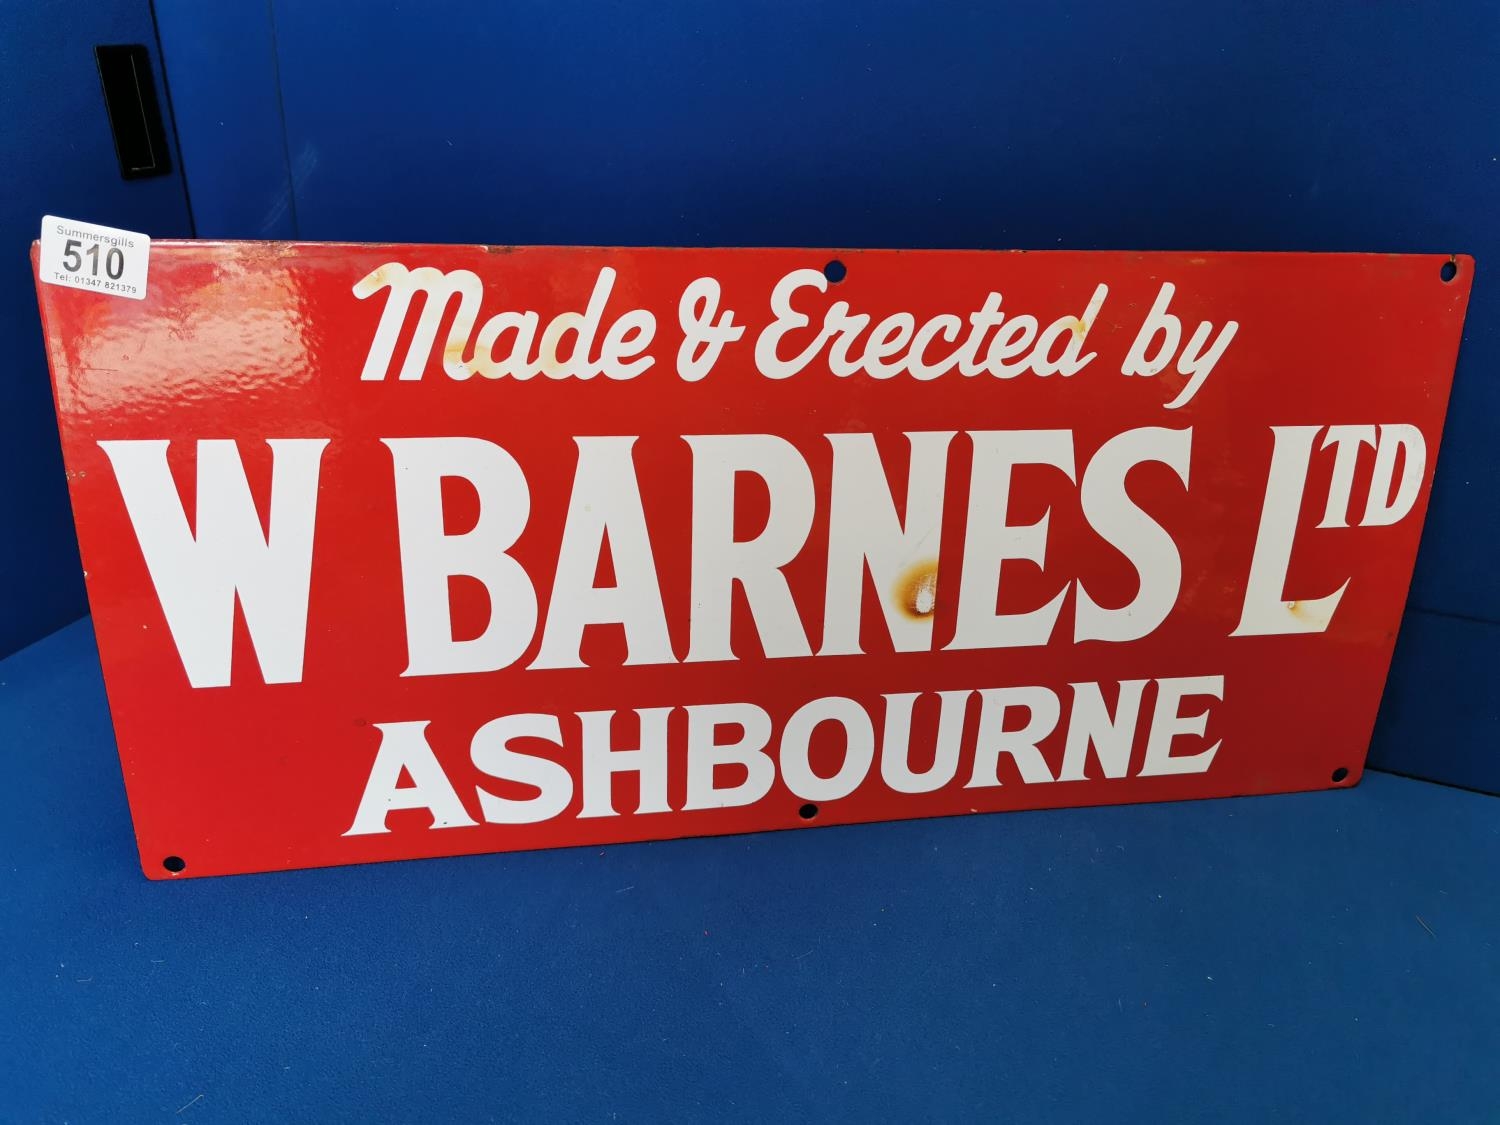 Summersgills
510
Tel: 01347 821379
Made & Erected by
W BARNES LTD
ASHBOURNE